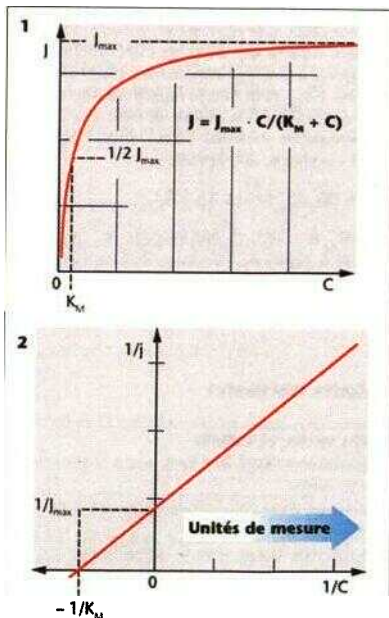 1
J
Jmax
J = Jmax · C/(KM + C)
1/2 Jmax
0
KM
C
2
1/j
1/Jmax
Unités de mesure
0
1/C
– 1/KM